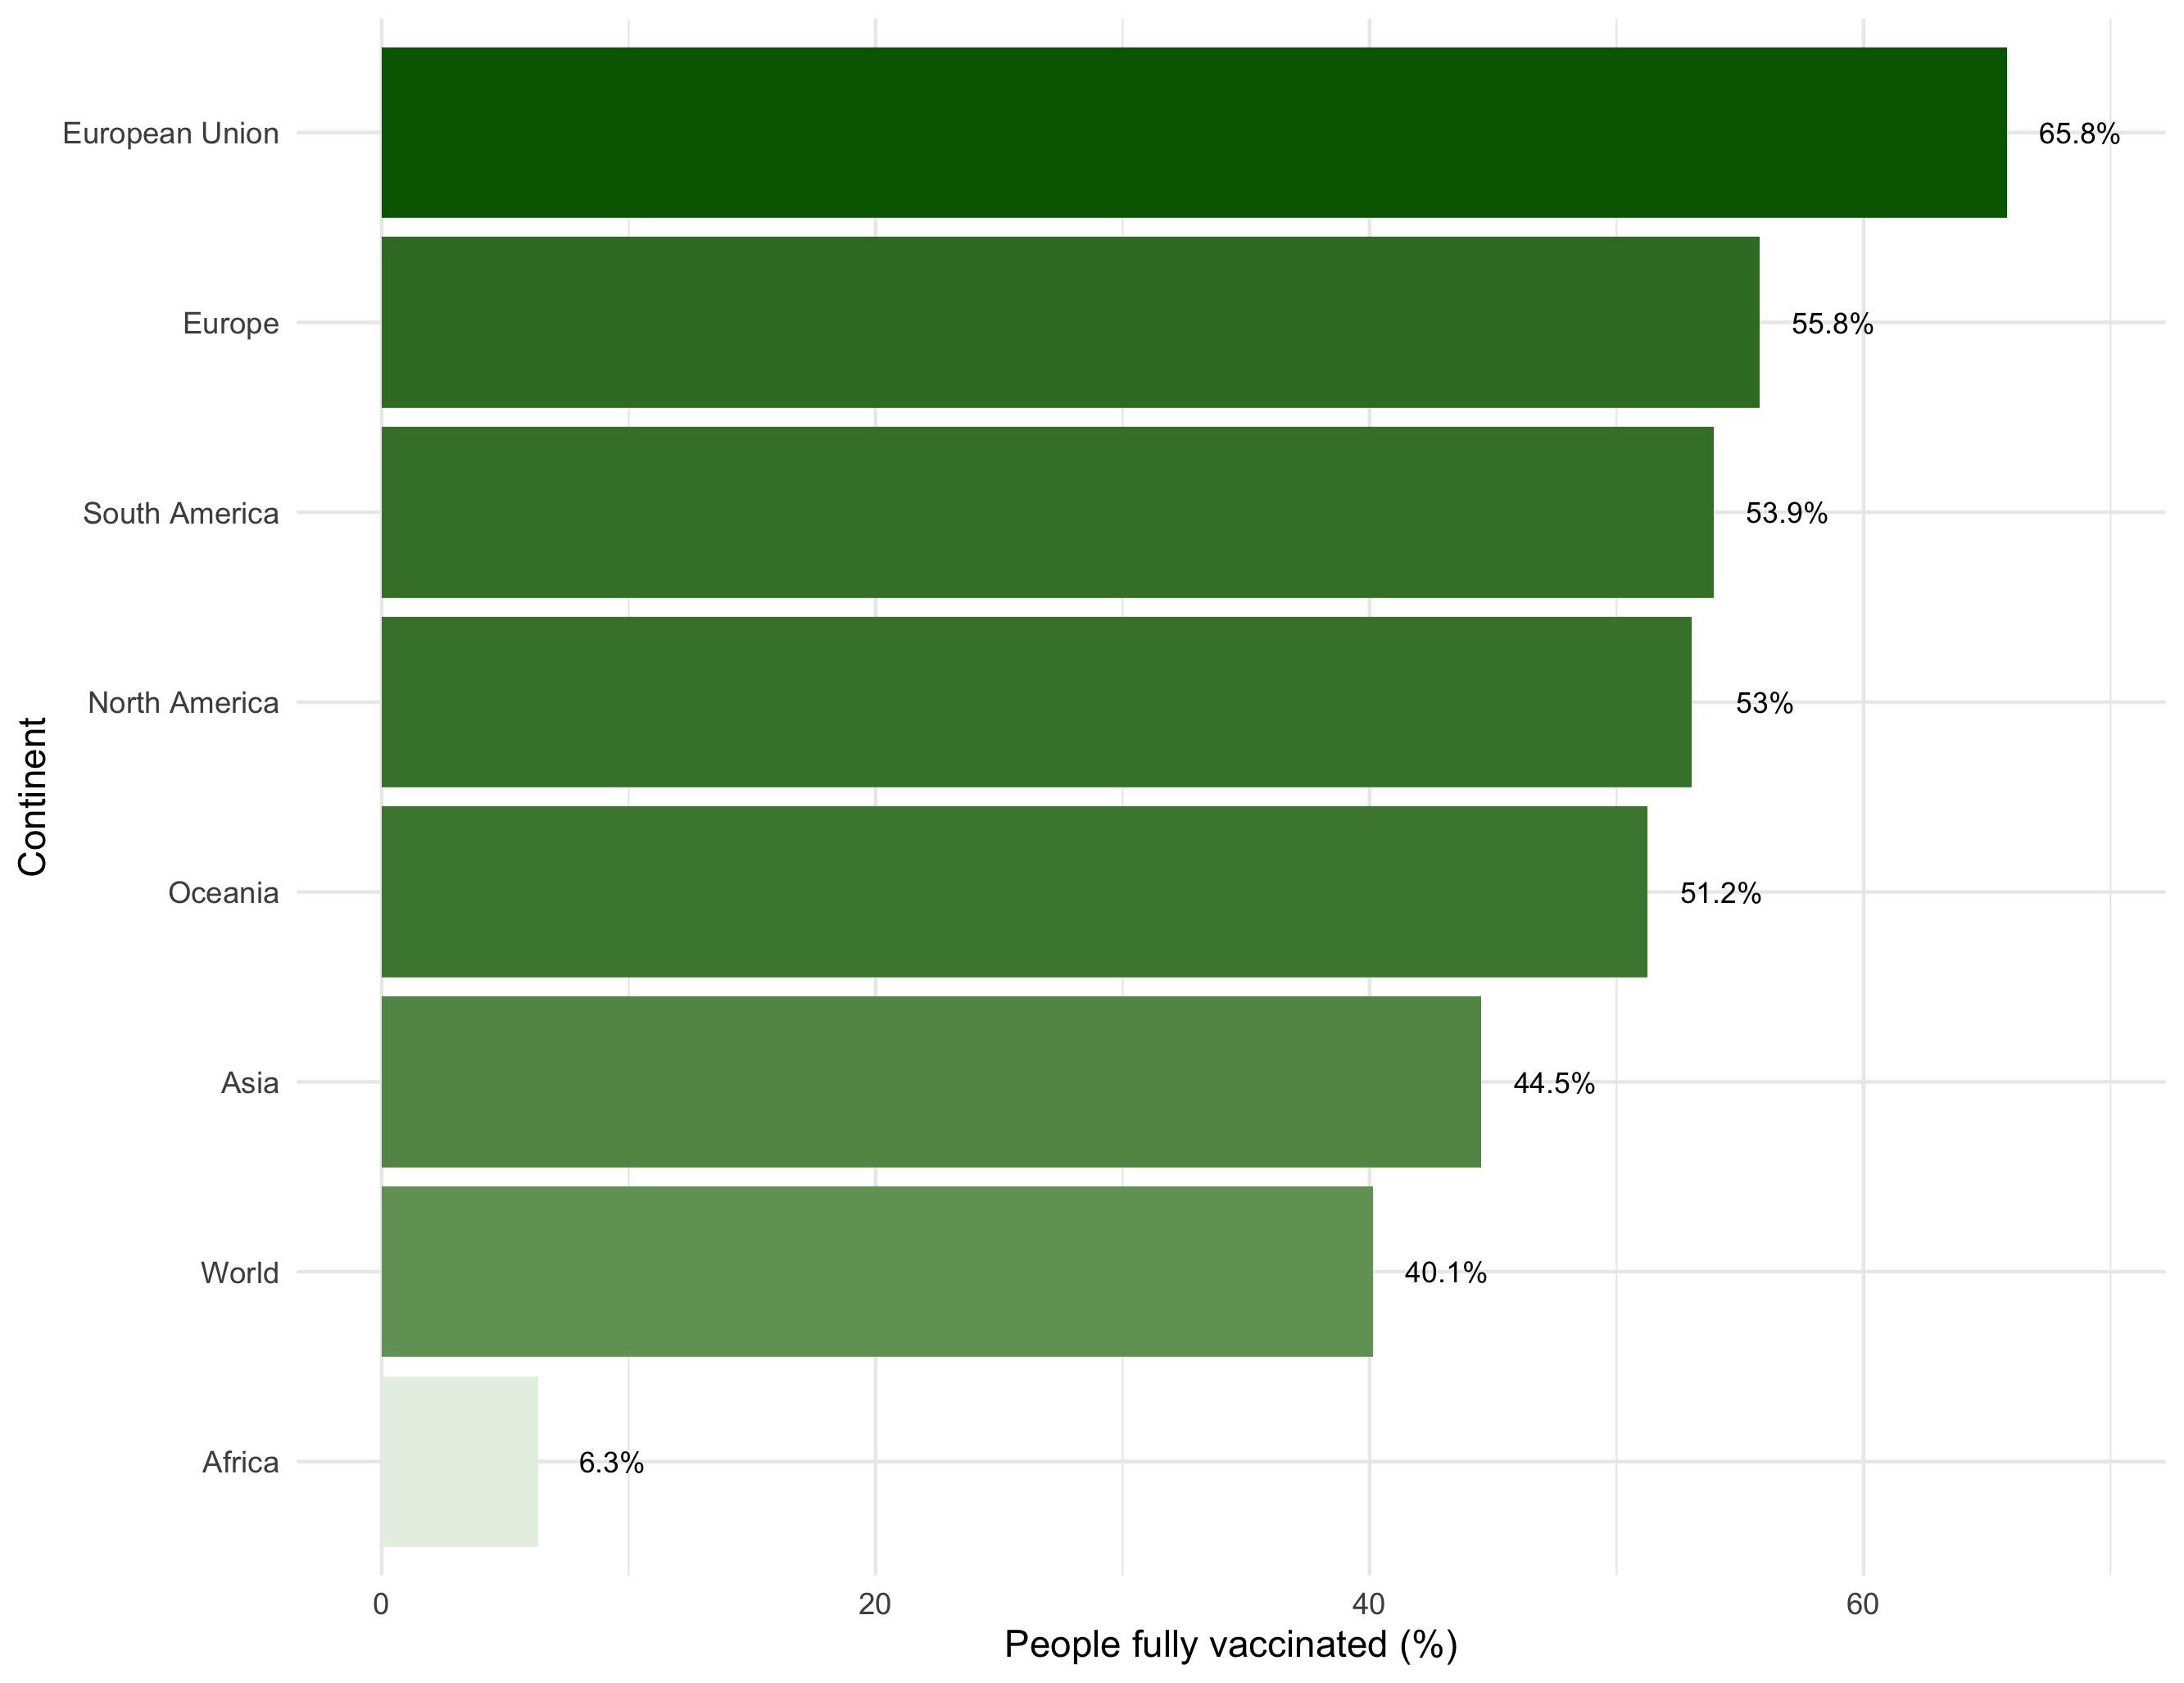 European Union
65.8%
Europe
55.8%
South America
53.9%
North America
53%
Oceania
51.2%
Asia
44.5%
World
40.1%
Africa
6.3%
0
20
40
60
People fully vaccinated (%)
Continent